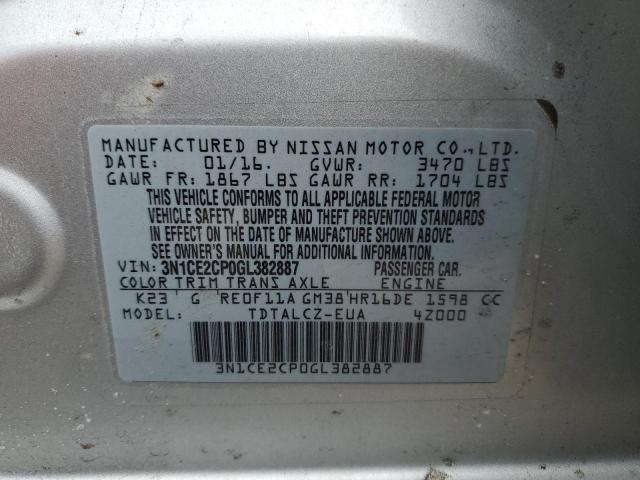 MANUFACTURED BY NISSAN MOTOR CO., LTD.
DATE: 01/16. GVWR: 3470 LBS
GAWR FR: 1867 LBS GAWR RR: 1704 LBS
THIS VEHICLE CONFORMS TO ALL APPLICABLE FEDERAL MOTOR
VEHICLE SAFETY, BUMPER AND THEFT PREVENTION STANDARDS
IN EFFECT ON THE DATE OF MANUFACTURE SHOWN ABOVE.
SEE OWNER'S MANUAL FOR ADDITIONAL INFORMATION.
VIN: 3N1CE2CP0GL382887 PASSENGER CAR.
COLOR TRIM TRANS AXLE ENGINE
K23 G RE0F11A GM38 HR16DE 1598 CC
MODEL: TDTALCZ-EUA 4Z000
3N1CE2CP0GL382887